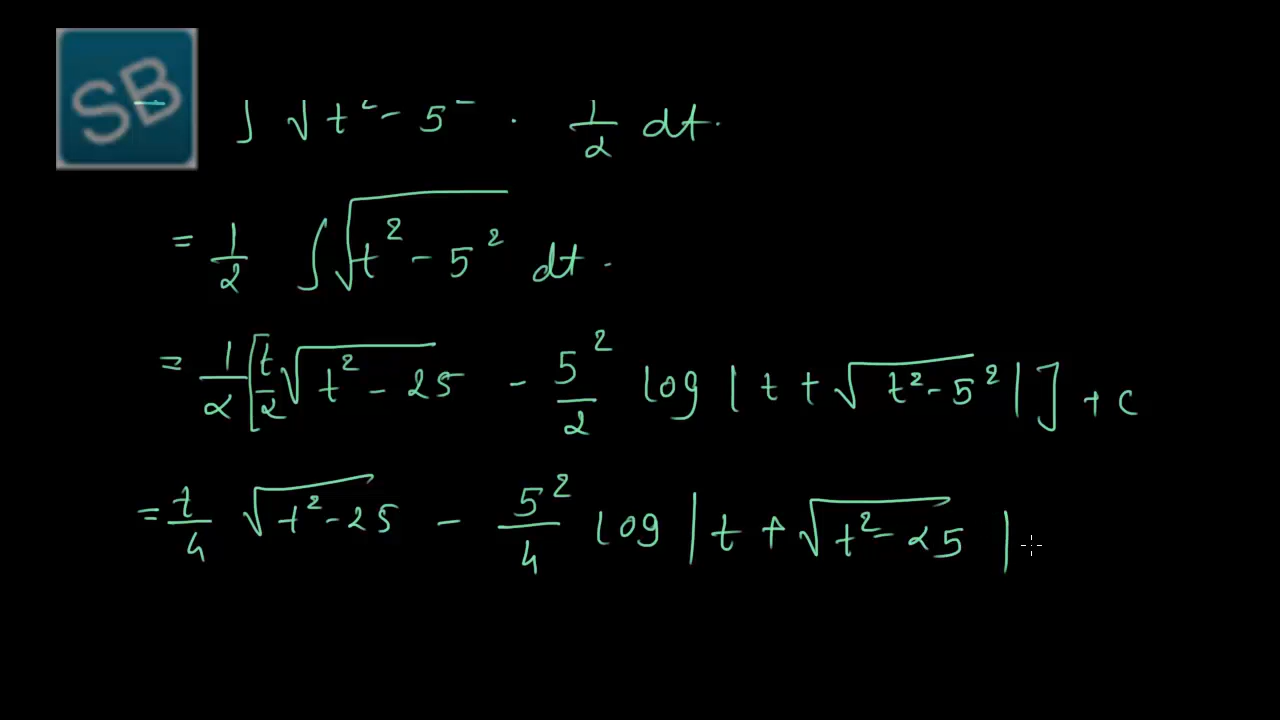 SB
∫ √t² - 5² . 1/2 dt.
= 1/2 ∫ √(t² - 5²) dt.
= 1/2 [t/2 √(t² - 25) - 5²/2 log | t + √(t² - 5²) | ] + c
= t/4 √(t² - 25) - 5²/4 log | t + √(t² - 25) |